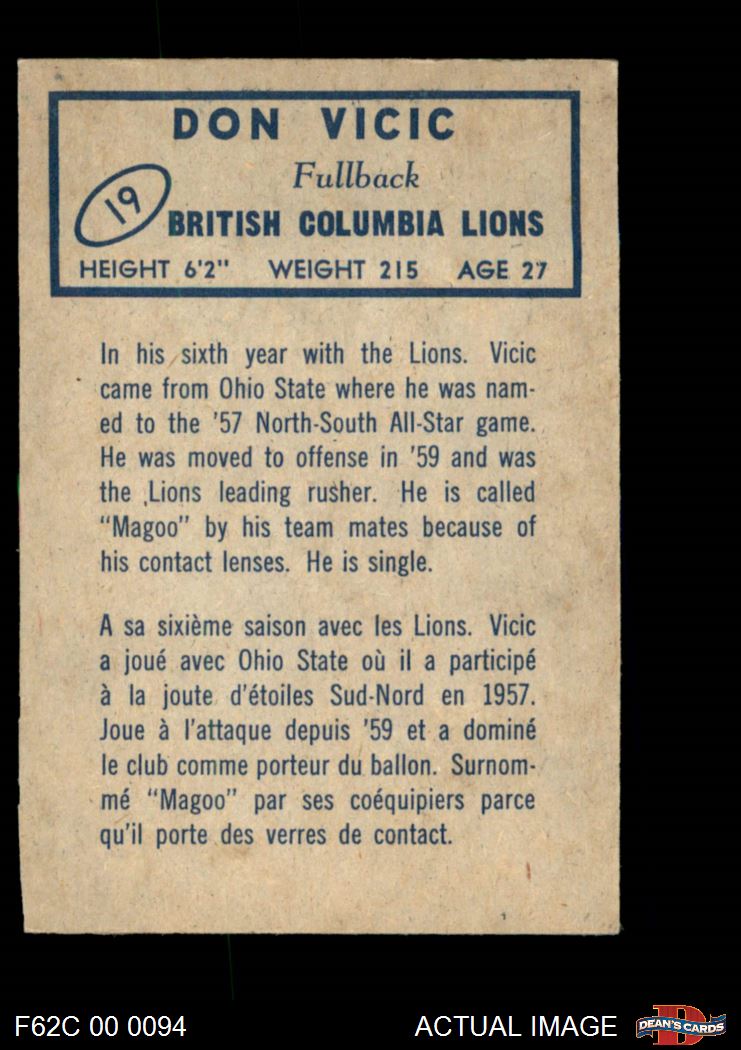 DON VICIC
Fullback
19
BRITISH COLUMBIA LIONS
HEIGHT 6'2" WEIGHT 215 AGE 27
In his sixth year with the Lions. Vicic
came from Ohio State where he was nam-
ed to the '57 North-South All-Star game.
He was moved to offense in '59 and was
the Lions leading rusher. He is called
"Magoo" by his team mates because of
his contact lenses. He is single.
A sa sixième saison avec les Lions. Vicic
a joué avec Ohio State où il a participé
à la joute d'étoiles Sud-Nord en 1957.
Joue à l'attaque depuis '59 et a dominé
le club comme porteur du ballon. Surnom-
mé "Magoo" par ses coéquipiers parce
qu'il porte des verres de contact.
F62C 00 0094
ACTUAL IMAGE
D
DEAN'S CARDS